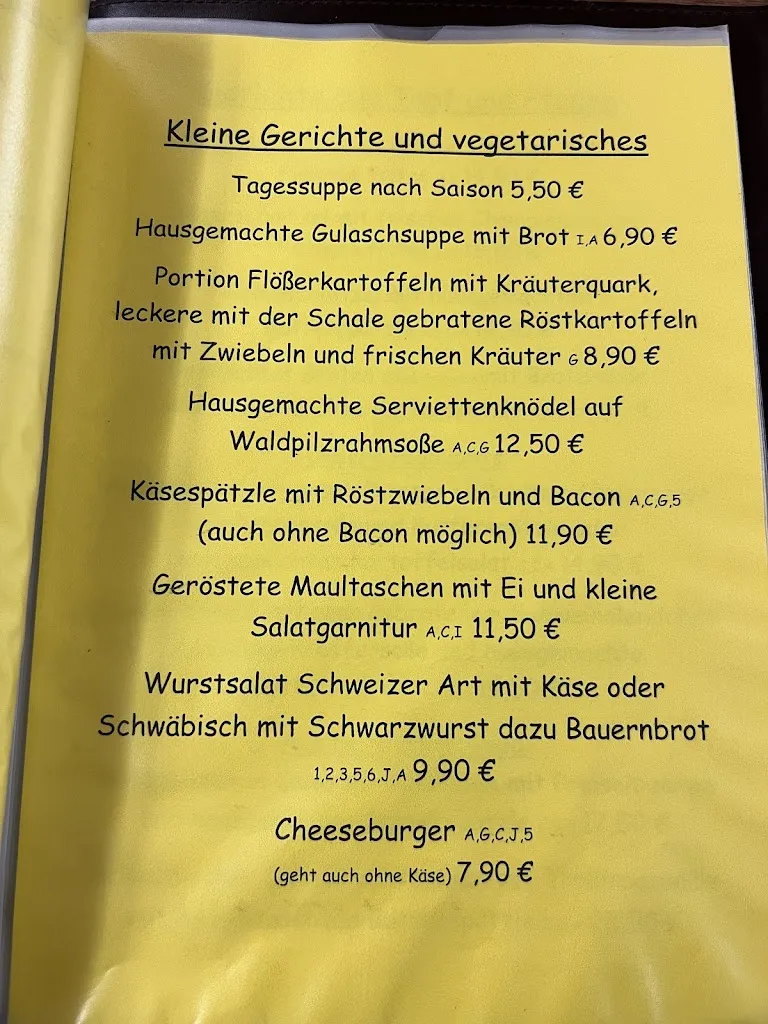 Kleine Gerichte und vegetarisches
Tagessuppe nach Saison 5,50 €
Hausgemachte Gulaschsuppe mit Brot I,A 6,90 €
Portion Flößerkartoffeln mit Kräuterquark,
leckere mit der Schale gebratene Röstkartoffeln
mit Zwiebeln und frischen Kräuter G 8,90 €
Hausgemachte Serviettenknödel auf
Waldpilzrahmsoße A,C,G 12,50 €
Käsespätzle mit Röstzwiebeln und Bacon A,C,G,5
(auch ohne Bacon möglich) 11,90 €
Geröstete Maultaschen mit Ei und kleine
Salatgarnitur A,C,I 11,50 €
Wurstsalat Schweizer Art mit Käse oder
Schwäbisch mit Schwarzwurst dazu Bauernbrot
1,2,3,5,6,J,A 9,90 €
Cheeseburger A,G,C,J,5
(geht auch ohne Käse) 7,90 €